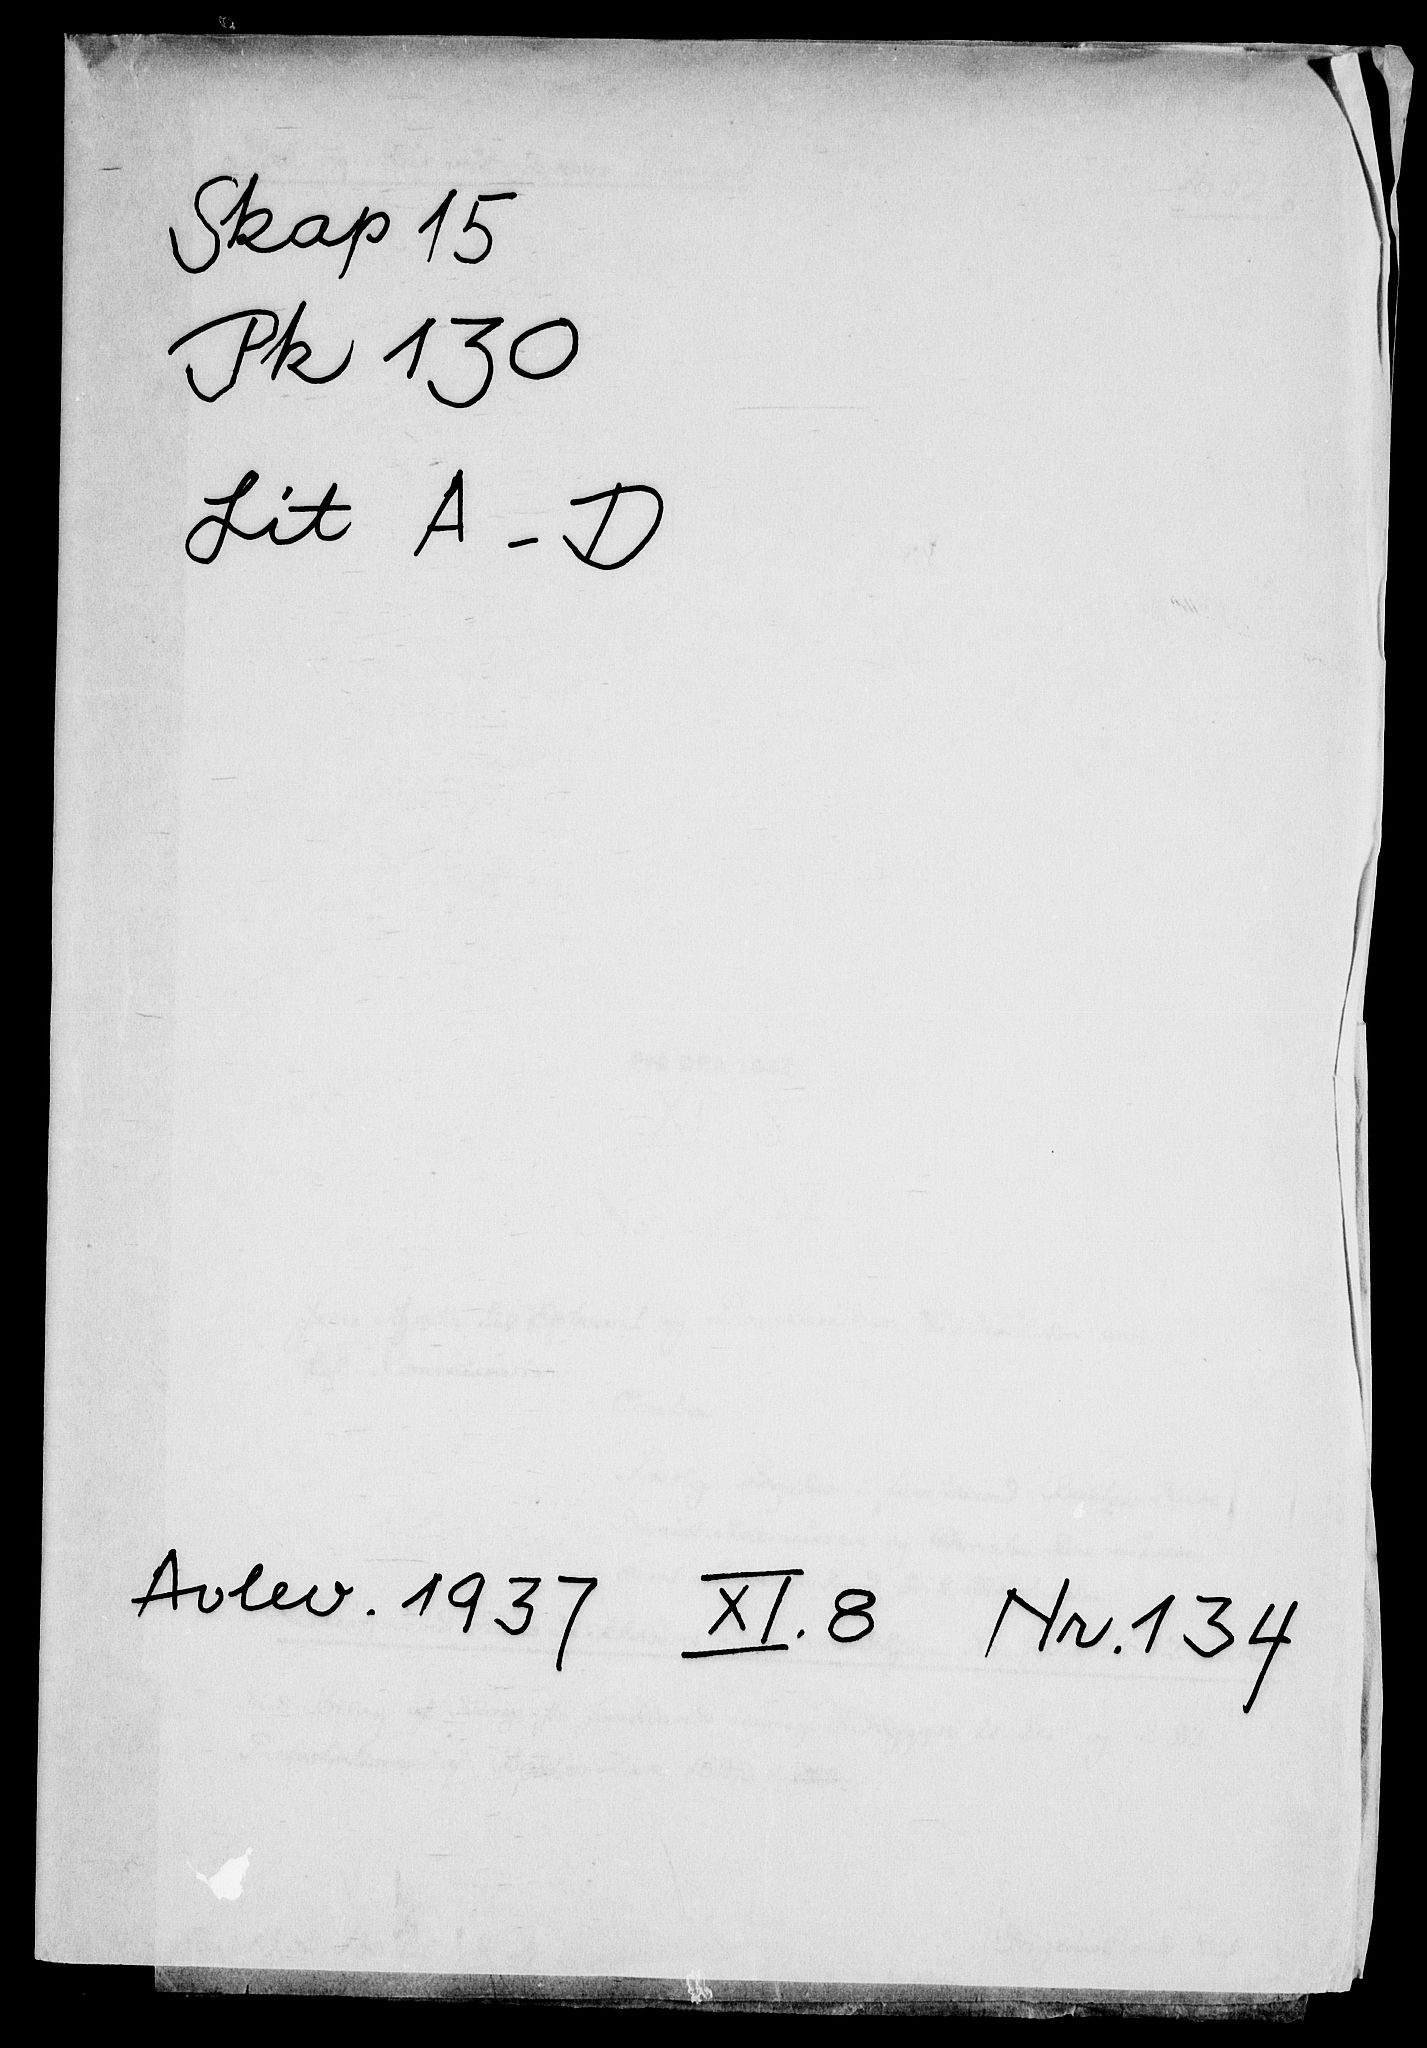 Skap 15
Pk 130
Lit A - D
Avlev. 1937 XI. 8 Nr. 134